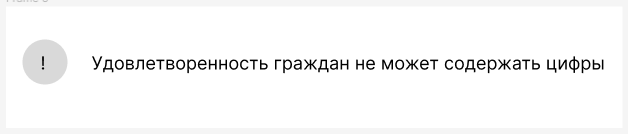 ! Удовлетворенность граждан не может содержать цифры